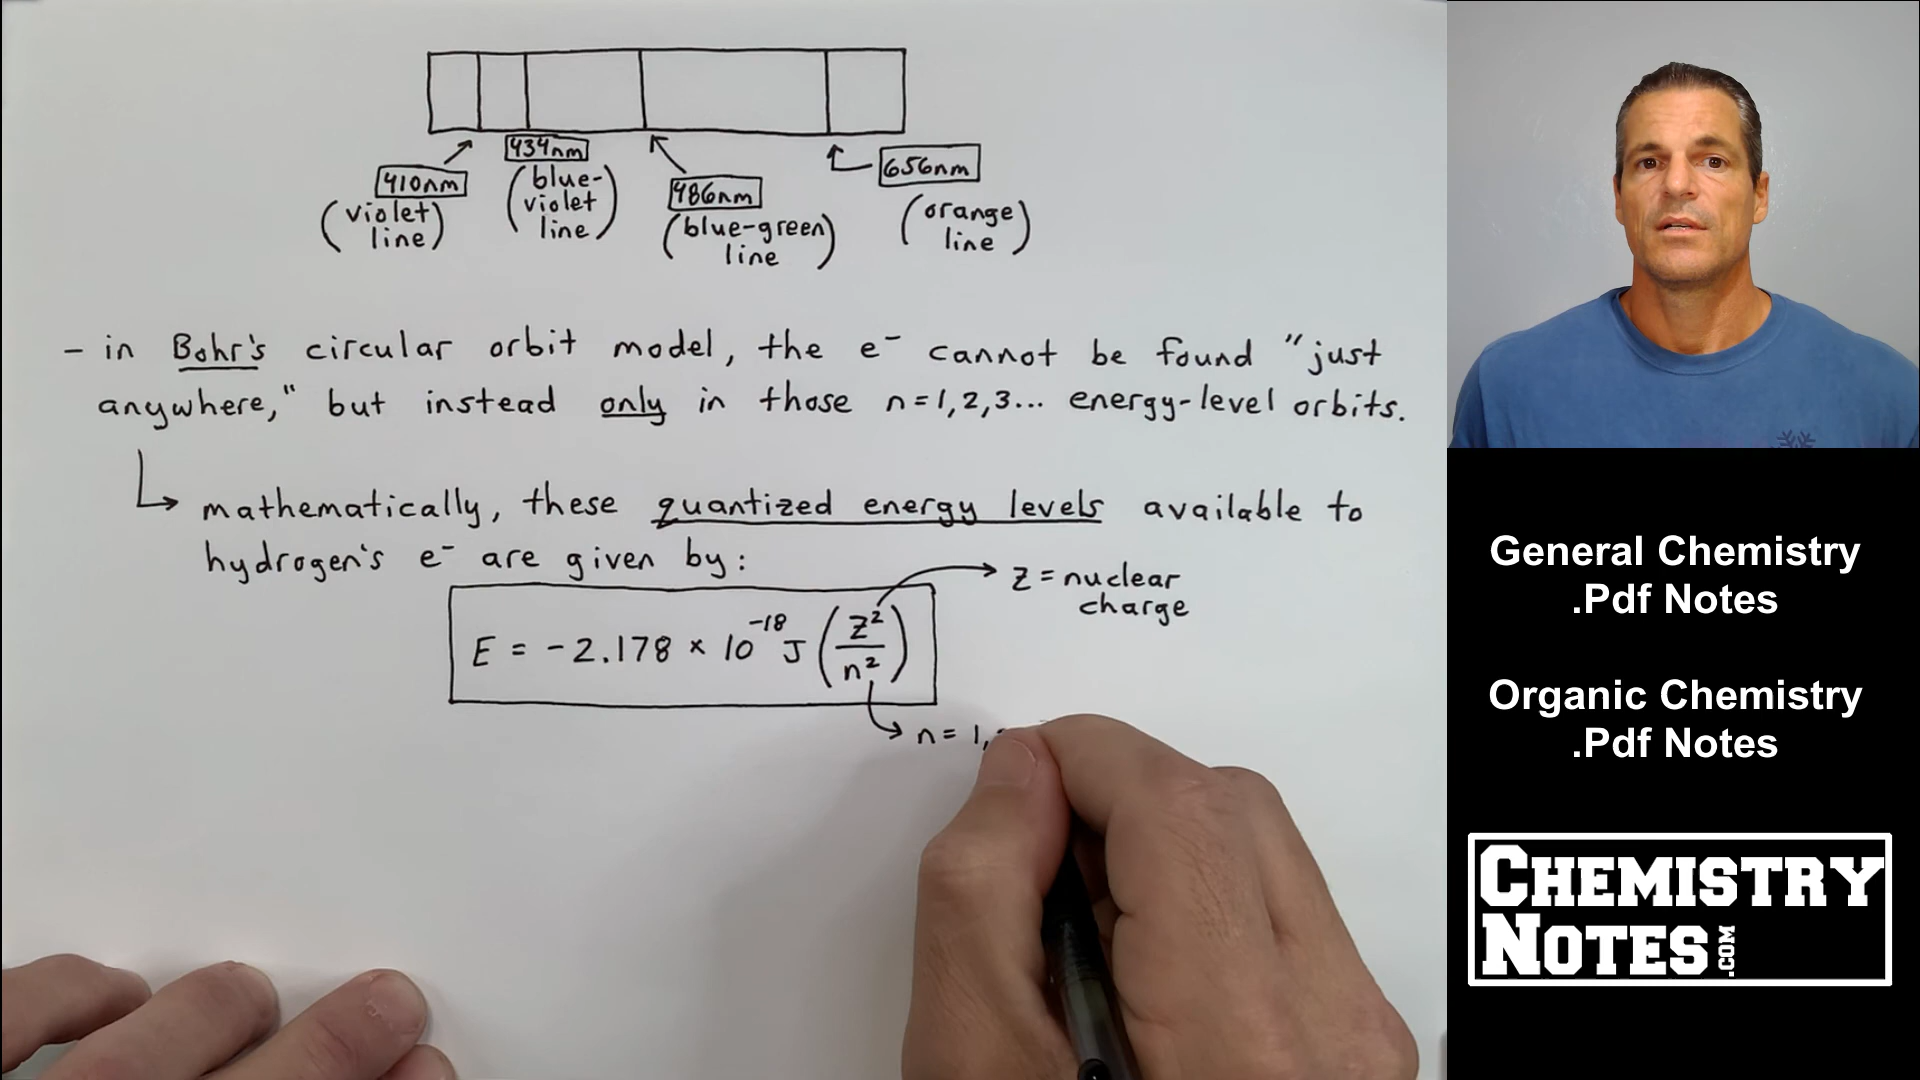 434nm
410nm
486nm
656nm
(violet line)
(blue-violet line)
(blue-green line)
(orange line)
- in Bohr's circular orbit model, the e⁻ cannot be found "just
anywhere," but instead only in those n=1,2,3... energy-level orbits.
mathematically, these quantized energy levels available to
hydrogen's e⁻ are given by:
E = -2.178 × 10⁻¹⁸ J (Z²/n²)
Z = nuclear
charge
n = 1,
General Chemistry
.Pdf Notes
Organic Chemistry
.Pdf Notes
CHEMISTRY
NOTES.COM